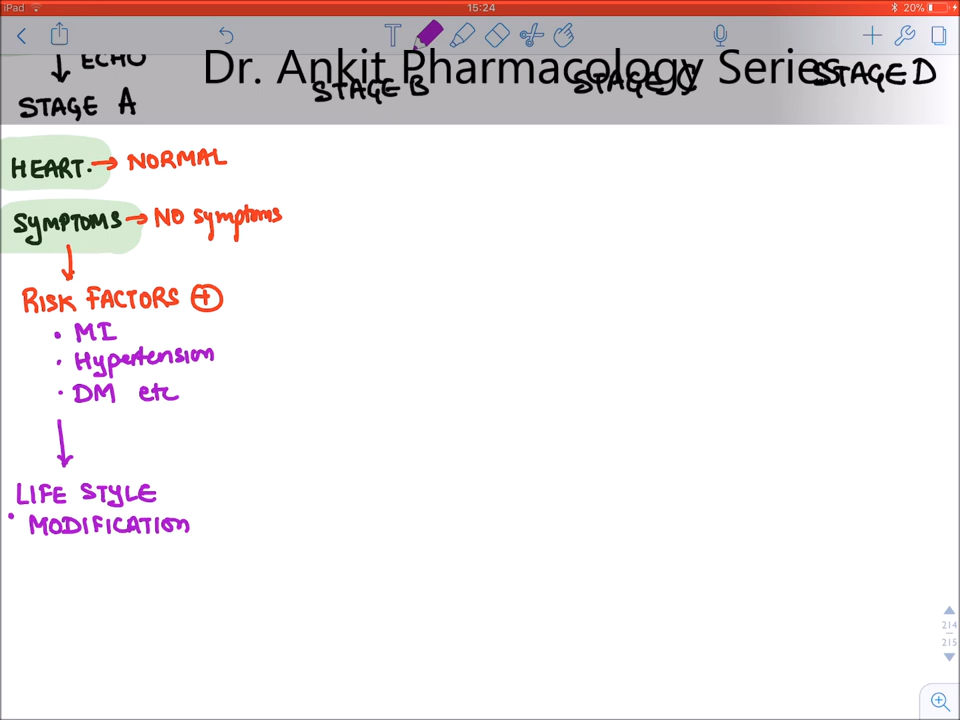 iPad 15:24 20%
T
Dr. Ankit Pharmacology Series
ECHO
STAGE A STAGE B STAGE C STAGE D
HEART. → NORMAL
SYMPTOMS → NO symptoms
RISK FACTORS +
• MI
• Hypertension
• DM etc
LIFE STYLE
• MODIFICATION
214
215